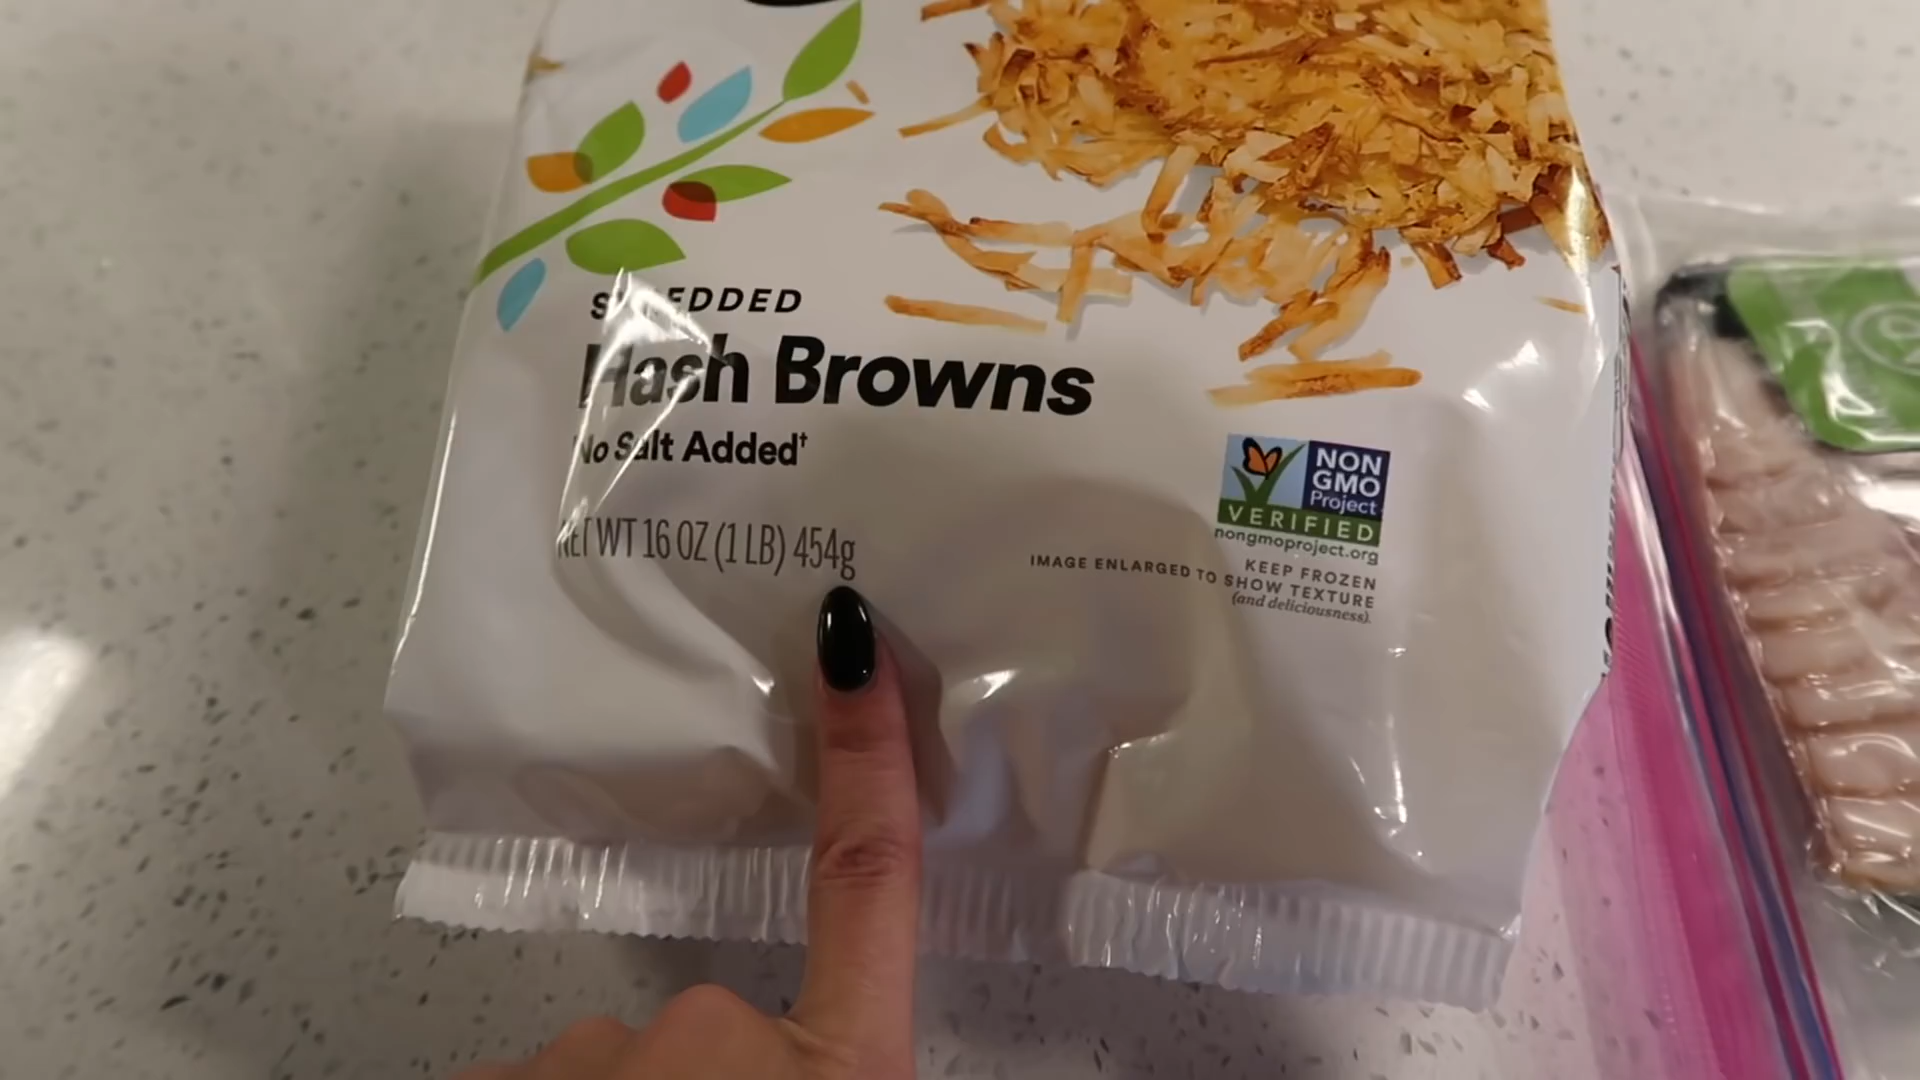 SHREDDED
Hash Browns
No Salt Added†
NET WT 16 OZ (1 LB) 454g
NON
GMO
Project
VERIFIED
nongmoproject.org
KEEP FROZEN
IMAGE ENLARGED TO SHOW TEXTURE
(and deliciousness).